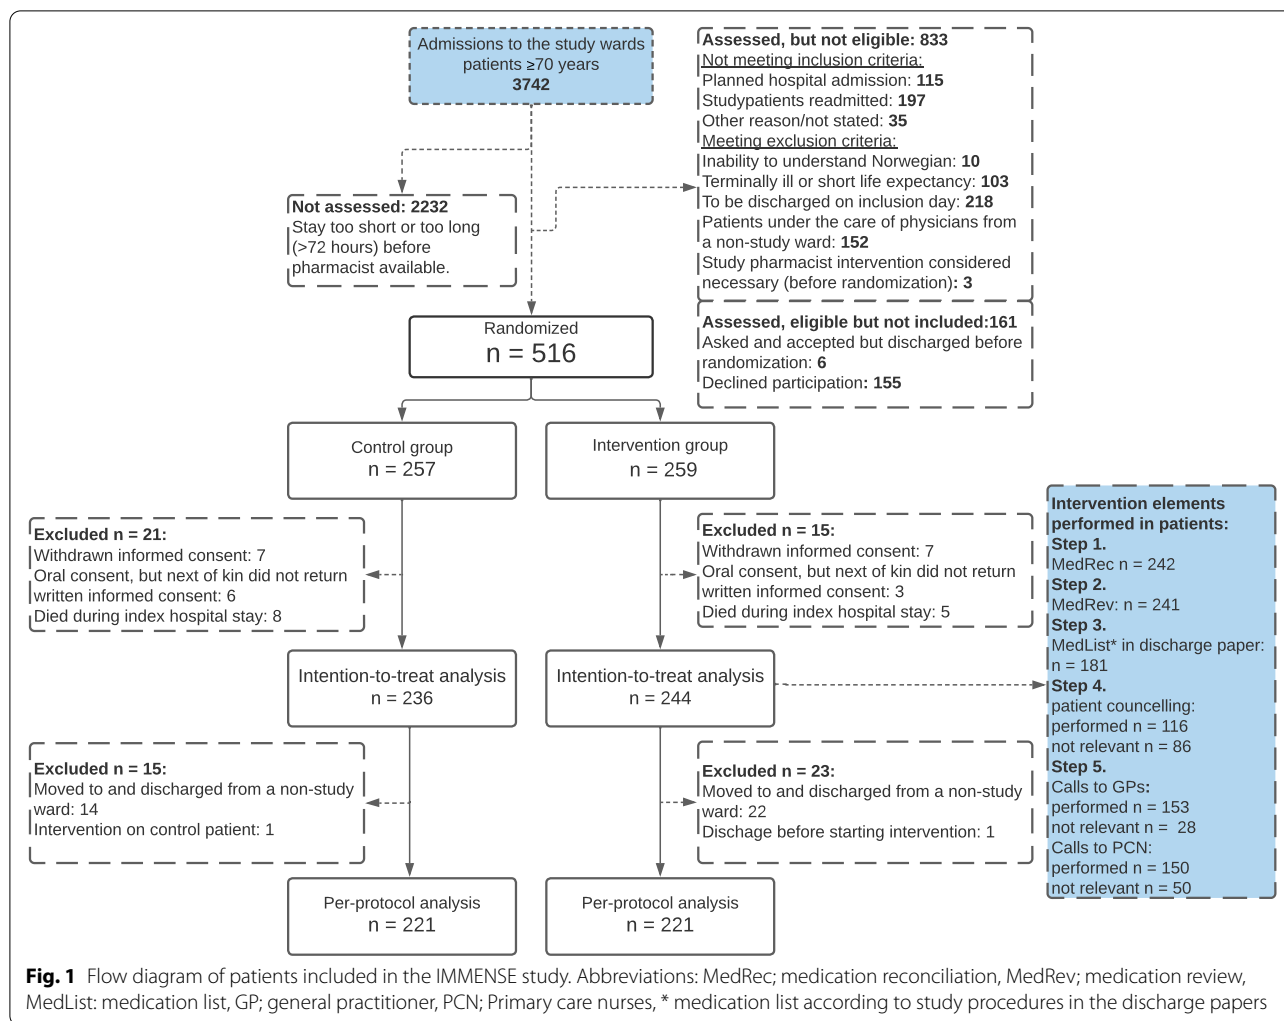 Admissions to the study wards
patients ≥70 years
3742
Assessed, but not eligible: 833
Not meeting inclusion criteria:
Planned hospital admission: 115
Studypatients readmitted: 197
Other reason/not stated: 35
Meeting exclusion criteria:
Inability to understand Norwegian: 10
Terminally ill or short life expectancy: 103
To be discharged on inclusion day: 218
Patients under the care of physicians from
a non-study ward: 152
Study pharmacist intervention considered
necessary (before randomization): 3
Not assessed: 2232
Stay too short or too long
(>72 hours) before
pharmacist available.
Assessed, eligible but not included:161
Asked and accepted but discharged before
randomization: 6
Declined participation: 155
Randomized
n = 516
Control group
n = 257
Intervention group
n = 259
Excluded n = 21:
Withdrawn informed consent: 7
Oral consent, but next of kin did not return
written informed consent: 6
Died during index hospital stay: 8
Excluded n = 15:
Withdrawn informed consent: 7
Oral consent, but next of kin did not return
written informed consent: 3
Died during index hospital stay: 5
Intention-to-treat analysis
n = 236
Intention-to-treat analysis
n = 244
Intervention elements
performed in patients:
Step 1.
MedRec n = 242
Step 2.
MedRev: n = 241
Step 3.
MedList* in discharge paper:
n = 181
Step 4.
patient councelling:
performed n = 116
not relevant n = 86
Step 5.
Calls to GPs:
performed n = 153
not relevant n = 28
Calls to PCN:
performed n = 150
not relevant n = 50
Excluded n = 15:
Moved to and discharged from a non-study
ward: 14
Intervention on control patient: 1
Excluded n = 23:
Moved to and discharged from a non-study
ward: 22
Dischage before starting intervention: 1
Per-protocol analysis
n = 221
Per-protocol analysis
n = 221
Fig. 1 Flow diagram of patients included in the IMMENSE study. Abbreviations: MedRec; medication reconciliation, MedRev; medication review,
MedList: medication list, GP; general practitioner, PCN; Primary care nurses, * medication list according to study procedures in the discharge papers